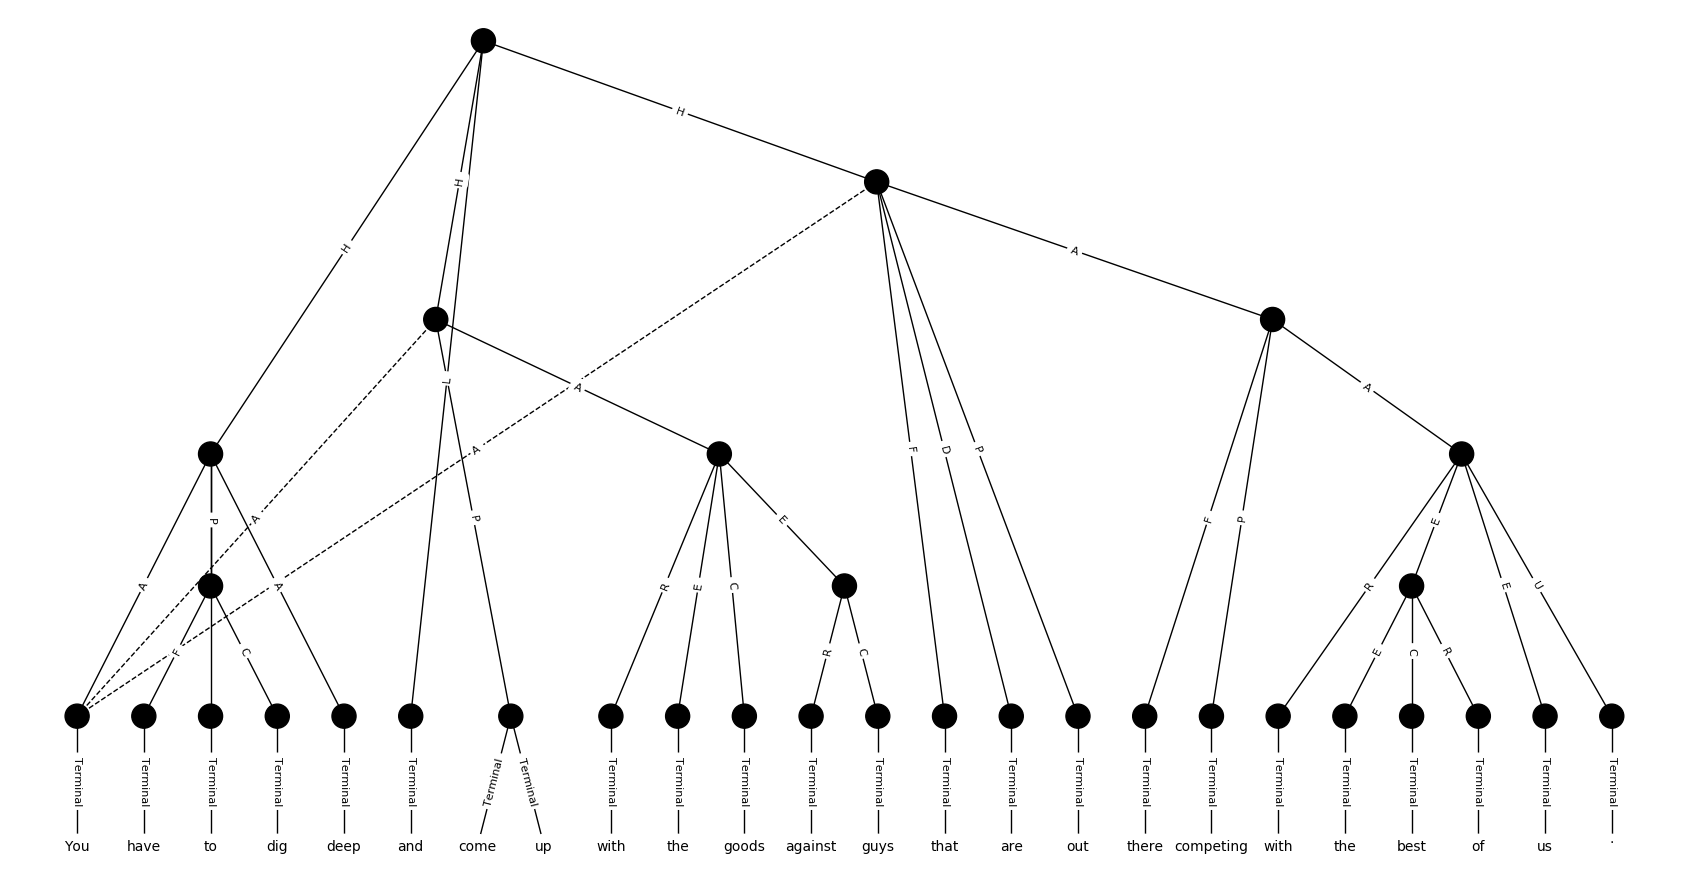 H
H
H
A
L
A
A
A
F
D
P
P
A
P
F
P
E
E
R
E
C
R
E
U
A
A
F
C
R
C
E
C
R
Terminal Terminal Terminal Terminal Terminal Terminal Terminal Terminal Terminal Terminal Terminal Terminal Terminal Terminal Terminal Terminal Terminal Terminal Terminal Terminal Terminal Terminal Terminal Terminal
You have to dig deep and come up with the goods against guys that are out there competing with the best of us .